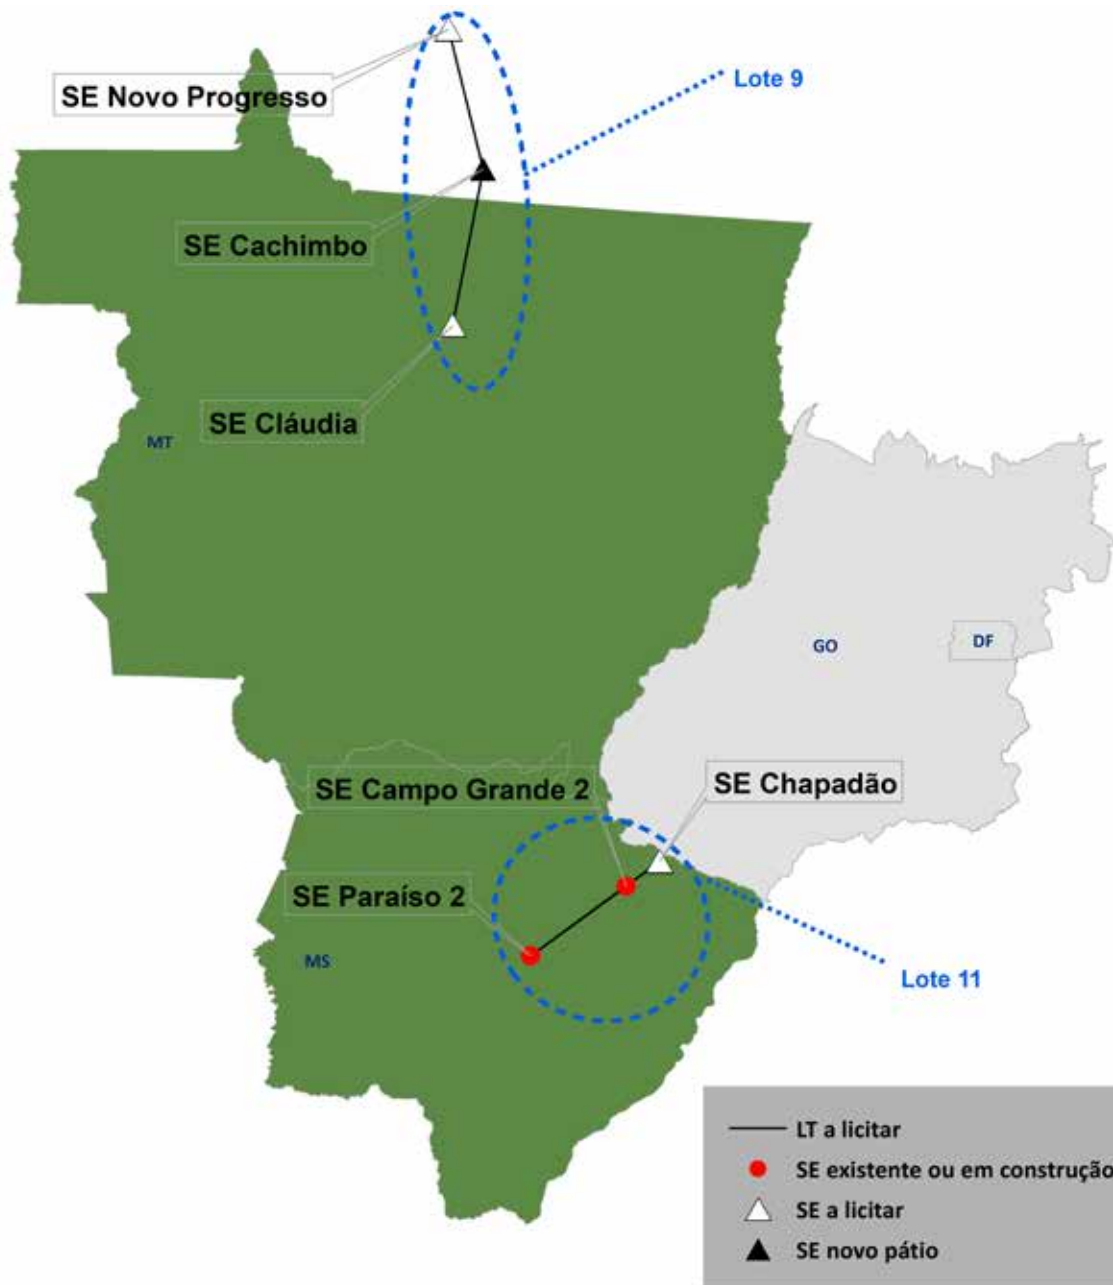 Lote 9
SE Novo Progresso
SE Cachimbo
SE Cláudia
MT
GO
DF
SE Campo Grande 2
SE Chapadão
SE Paraíso 2
MS
Lote 11
LT a licitar
SE existente ou em construção
SE a licitar
SE novo pátio